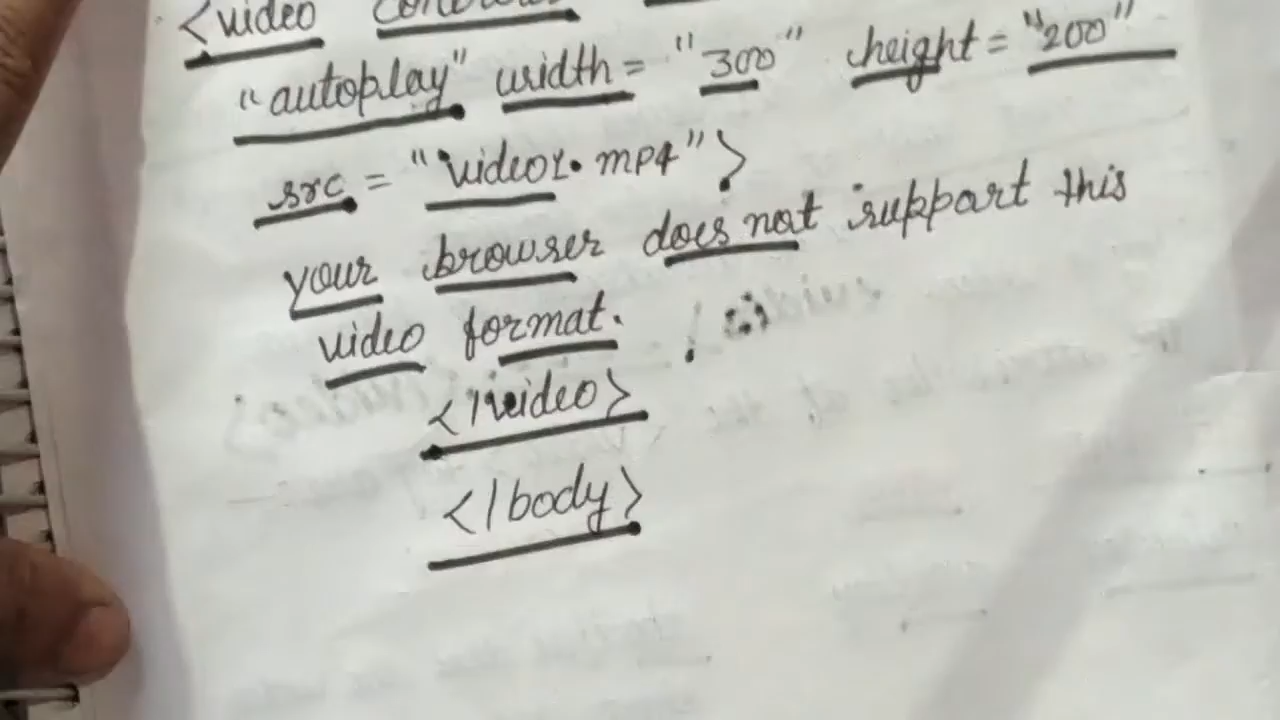 <video
"autoplay" width = "300" height = "200"
src = "video1.mp4">
your browser does not support this
video format.
</video>
</body>